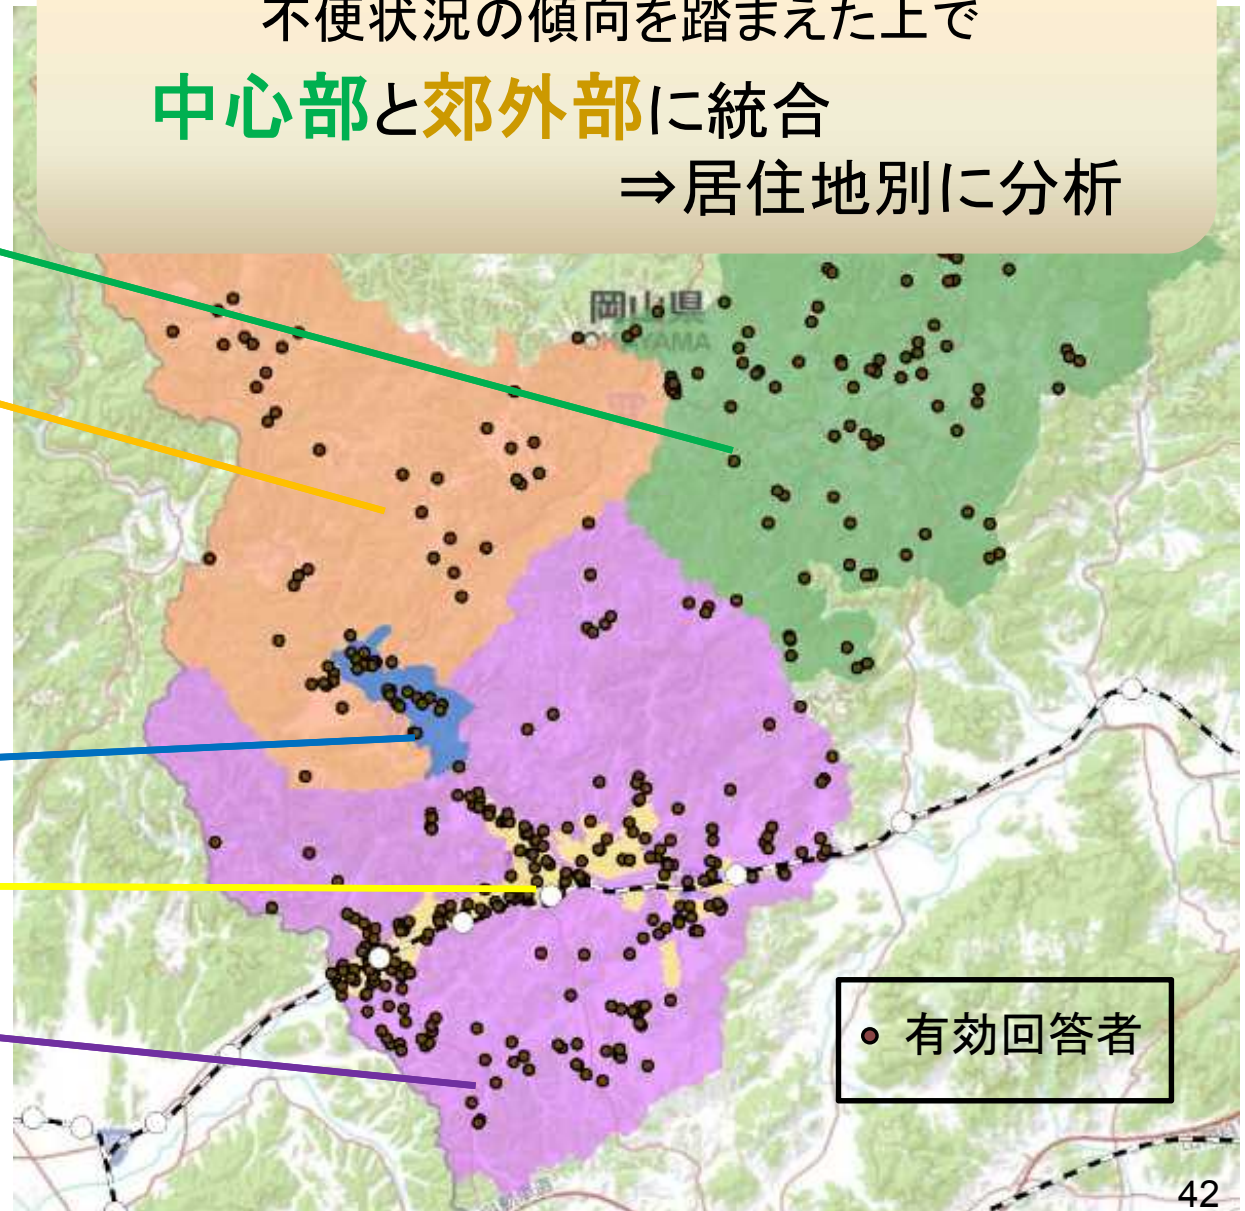 不便状況の傾向を踏まえた上で
中心部と郊外部に統合
⇒居住地別に分析
岡山県
OKAYAMA
有効回答者
42